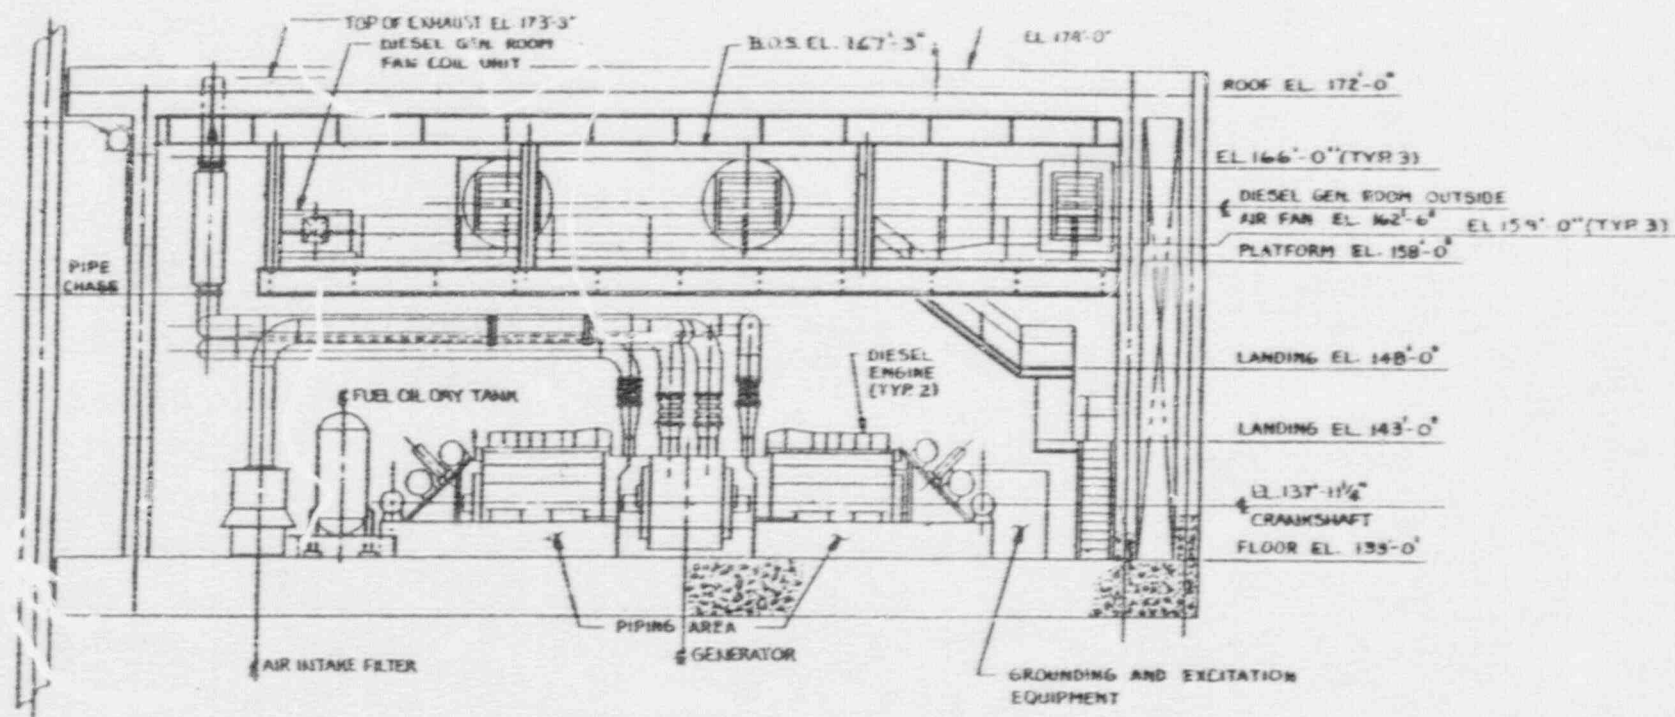 TOP OF EXHAUST EL. 173'-3"
DIESEL GEN. ROOM
FAN COIL UNIT
B.O.S. EL. 167'-3"
EL 174'-0"
ROOF EL. 172'-0"
EL 166'-0" (TYP. 3)
DIESEL GEN. ROOM OUTSIDE
AIR FAN EL. 162'-6"
EL 159'-0" (TYP. 3)
PLATFORM EL. 158'-0"
PIPE
CHASE
DIESEL
ENGINE
(TYP. 2)
LANDING EL. 148'-0"
FUEL OIL DAY TANK
LANDING EL. 143'-0"
EL. 137'-11¼"
CRANKSHAFT
FLOOR EL. 133'-0"
PIPING AREA
AIR INTAKE FILTER
GENERATOR
GROUNDING AND EXCITATION
EQUIPMENT